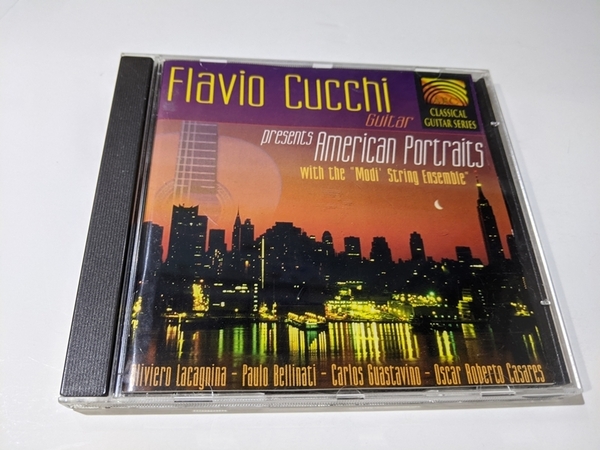 Flavio Cucchi
Guitar
CLASSICAL
GUITAR SERIES
presents American Portraits
with the "Modi' String Ensemble"
liviero Lacagnina - Paulo Bellinati - Carlos Guastavino - Oscar Roberto Casares